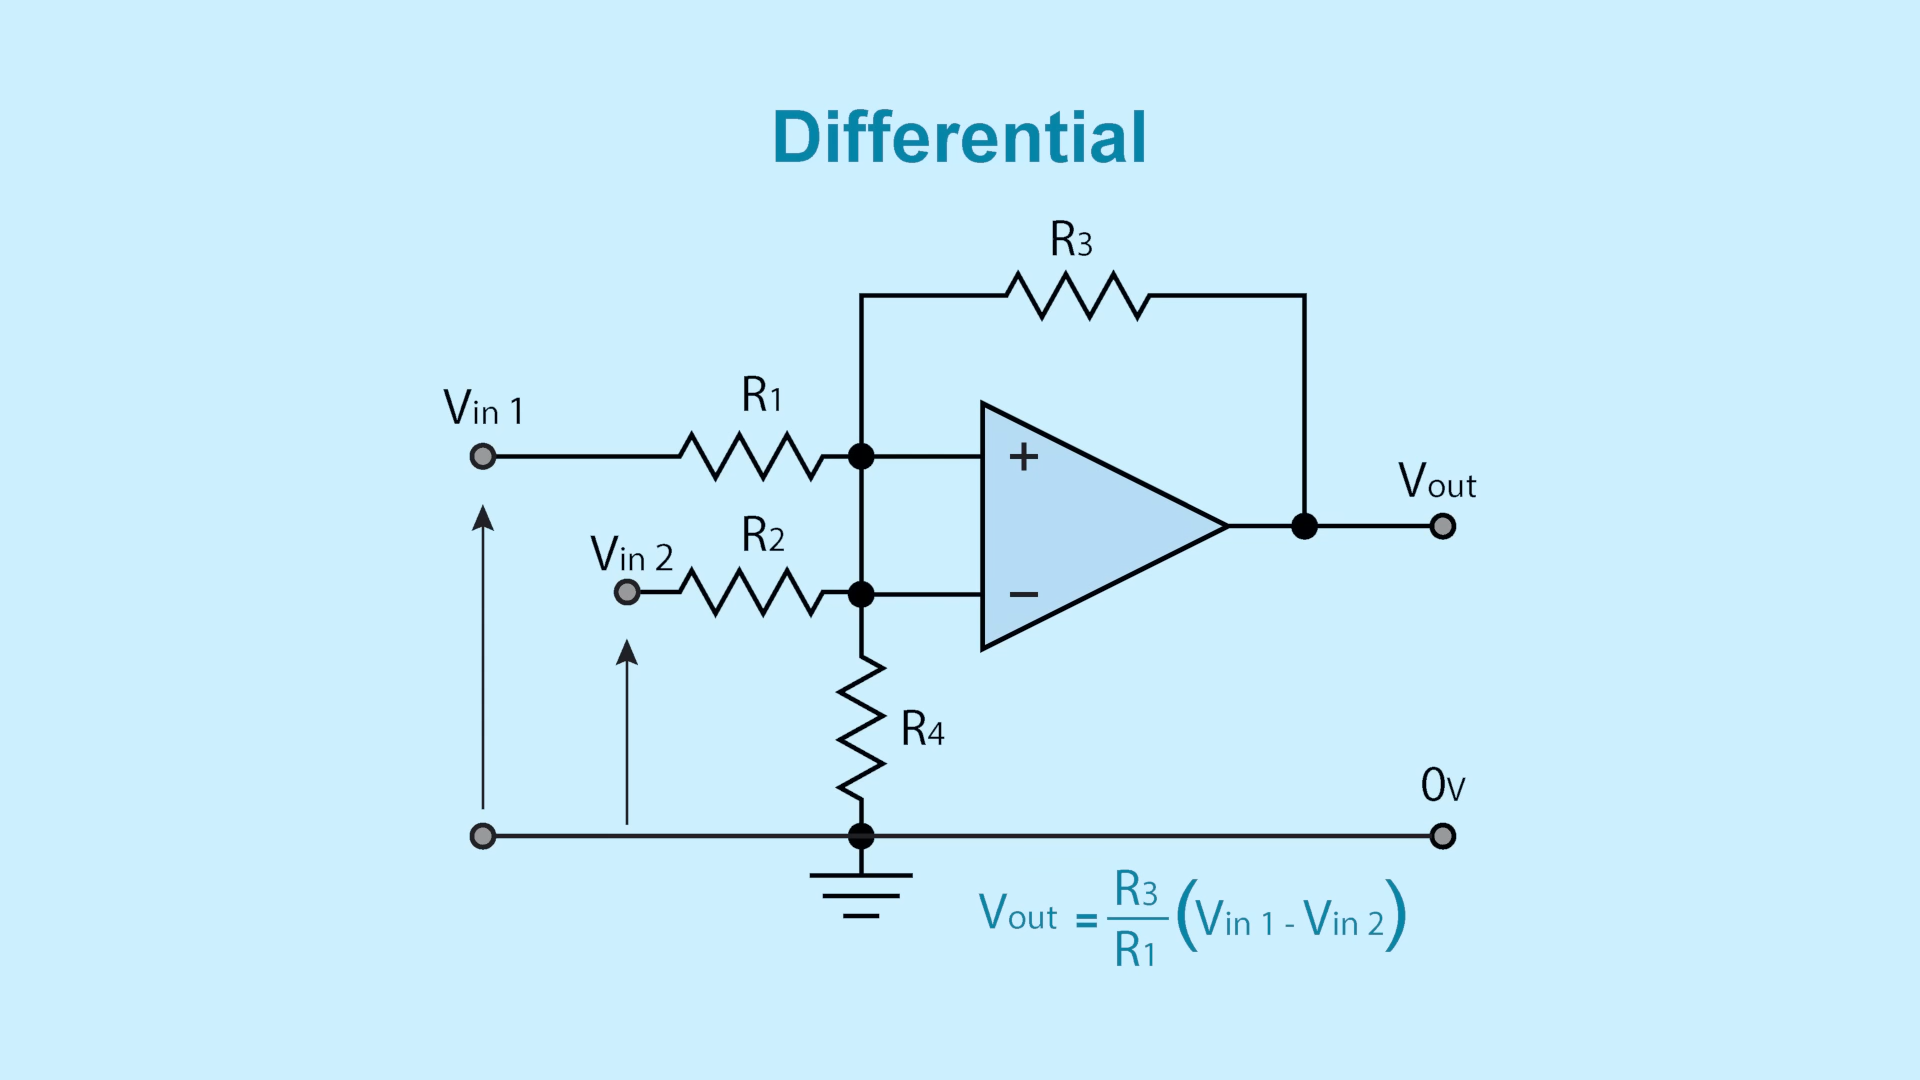 Differential
R3
Vin 1
R1
+
Vout
Vin 2
R2
−
R4
0V
Vout = R3/R1 (Vin 1 - Vin 2)